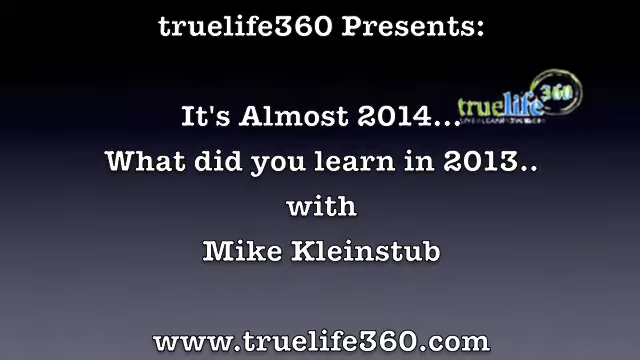 truelife360 Presents:
It's Almost 2014...
truelife 360
What did you learn in 2013..
with
Mike Kleinstub
www.truelife360.com